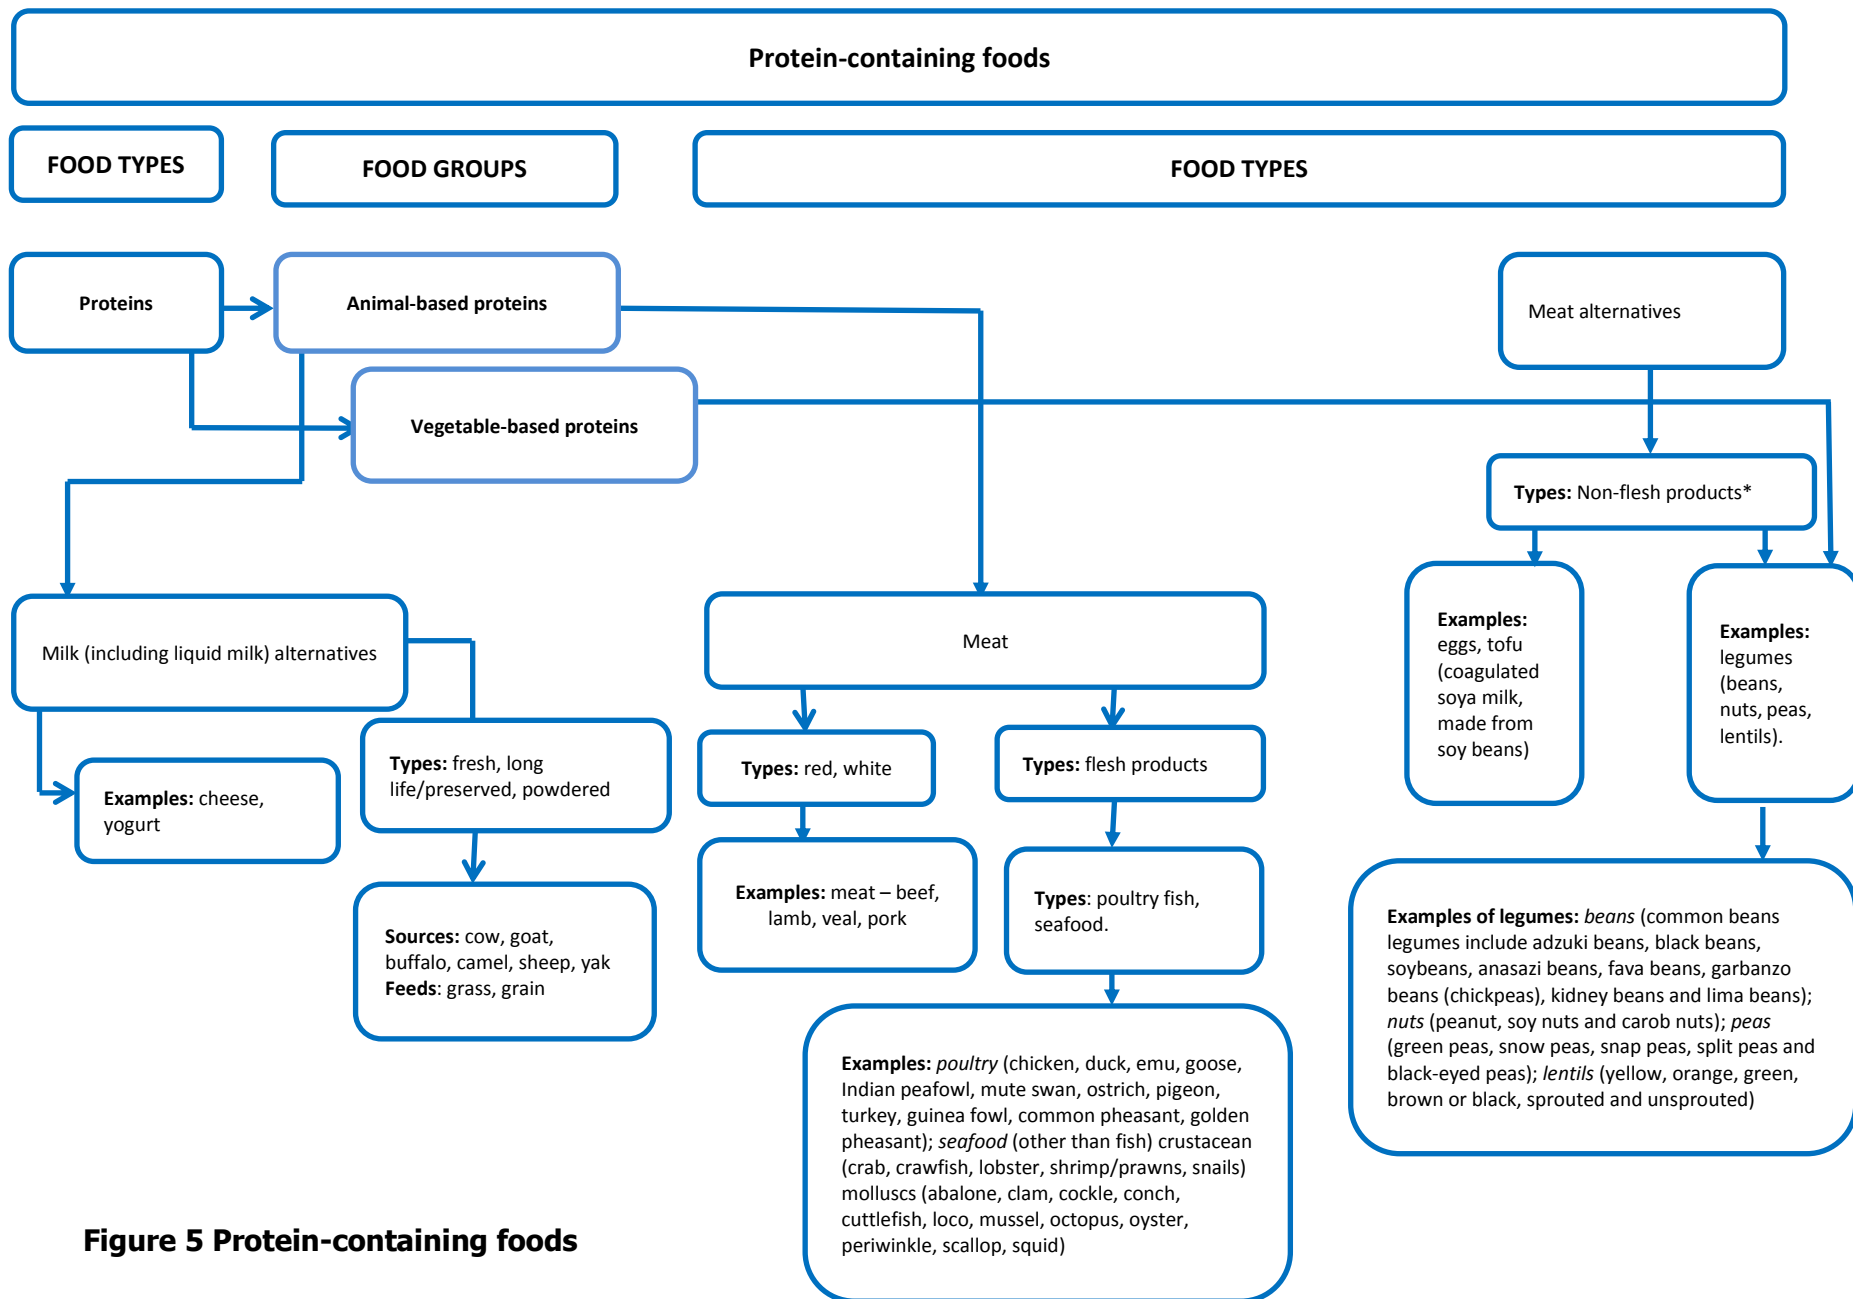 Protein-containing foods
FOOD TYPES
FOOD GROUPS
FOOD TYPES
Proteins
Animal-based proteins
Meat alternatives
Vegetable-based proteins
Types: Non-flesh products*
Milk (including liquid milk) alternatives
Meat
Examples:
eggs, tofu
(coagulated
soya milk,
made from
soy beans)
Examples:
legumes
(beans,
nuts, peas,
lentils).
Examples: cheese,
yogurt
Types: fresh, long
life/preserved, powdered
Types: red, white
Types: flesh products
Sources: cow, goat,
buffalo, camel, sheep, yak
Feeds: grass, grain
Examples: meat – beef,
lamb, veal, pork
Types: poultry fish,
seafood.
Examples of legumes: beans (common beans
legumes include adzuki beans, black beans,
soybeans, anasazi beans, fava beans, garbanzo
beans (chickpeas), kidney beans and lima beans);
nuts (peanut, soy nuts and carob nuts); peas
(green peas, snow peas, snap peas, split peas and
black-eyed peas); lentils (yellow, orange, green,
brown or black, sprouted and unsprouted)
Examples: poultry (chicken, duck, emu, goose,
Indian peafowl, mute swan, ostrich, pigeon,
turkey, guinea fowl, common pheasant, golden
pheasant); seafood (other than fish) crustacean
(crab, crawfish, lobster, shrimp/prawns, snails)
molluscs (abalone, clam, cockle, conch,
cuttlefish, loco, mussel, octopus, oyster,
periwinkle, scallop, squid)
Figure 5 Protein-containing foods